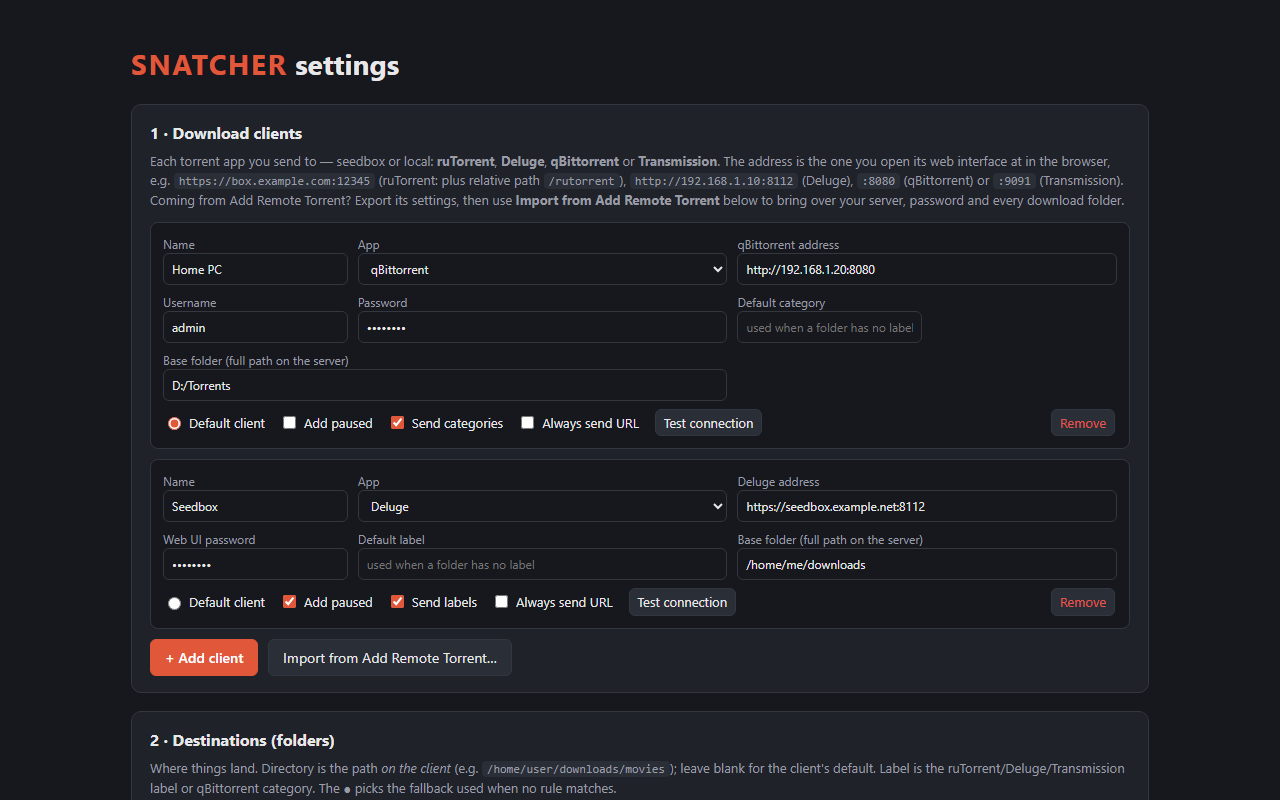 SNATCHER settings
1 · Download clients
Each torrent app you send to — seedbox or local: ruTorrent, Deluge, qBittorrent or Transmission. The address is the one you open its web interface at in the browser,
e.g. https://box.example.com:12345 (ruTorrent: plus relative path /rutorrent), http://192.168.1.10:8112 (Deluge), :8080 (qBittorrent) or :9091 (Transmission).
Coming from Add Remote Torrent? Export its settings, then use Import from Add Remote Torrent below to bring over your server, password and every download folder.
Name App qBittorrent address
Home PC qBittorrent http://192.168.1.20:8080
Username Password Default category
admin •••••••• used when a folder has no label
Base folder (full path on the server)
D:/Torrents
Default client Add paused Send categories Always send URL Test connection Remove
Name App Deluge address
Seedbox Deluge https://seedbox.example.net:8112
Web UI password Default label Base folder (full path on the server)
•••••••• used when a folder has no label /home/me/downloads
Default client Add paused Send labels Always send URL Test connection Remove
+ Add client Import from Add Remote Torrent...
2 · Destinations (folders)
Where things land. Directory is the path on the client (e.g. /home/user/downloads/movies); leave blank for the client's default. Label is the ruTorrent/Deluge/Transmission
label or qBittorrent category. The ● picks the fallback used when no rule matches.